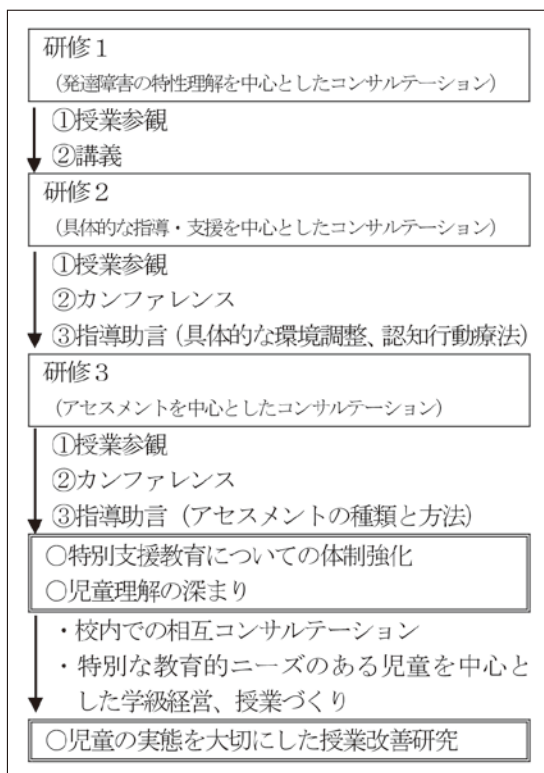 研修１
（発達障害の特性理解を中心としたコンサルテーション）
①授業参観
②講義
研修２
（具体的な指導・支援を中心としたコンサルテーション）
①授業参観
②カンファレンス
③指導助言（具体的な環境調整、認知行動療法）
研修３
（アセスメントを中心としたコンサルテーション）
①授業参観
②カンファレンス
③指導助言（アセスメントの種類と方法）
○特別支援教育についての体制強化
○児童理解の深まり
・校内での相互コンサルテーション
・特別な教育的ニーズのある児童を中心と
した学級経営、授業づくり
○児童の実態を大切にした授業改善研究